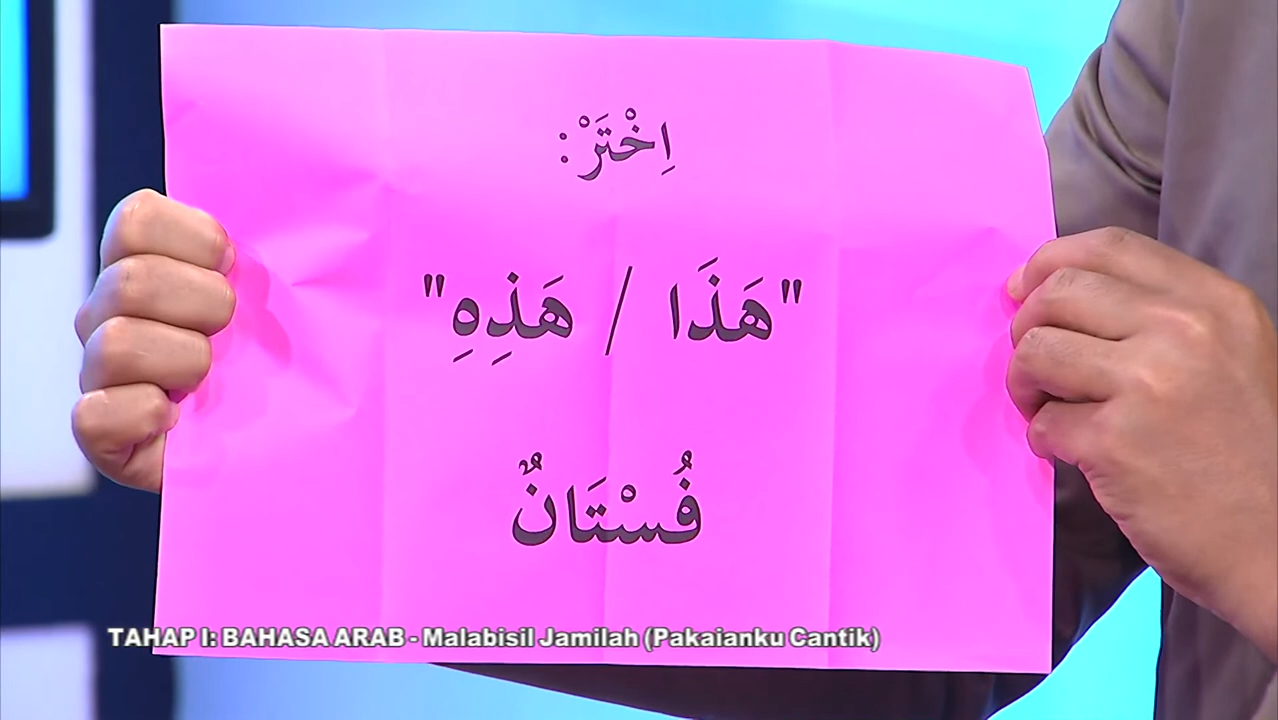 اِخْتَرْ:
"هَذَا / هَذِهِ"
فُسْتَانٌ
TAHAP I: BAHASA ARAB - Malabisil Jamilah (Pakaianku Cantik)